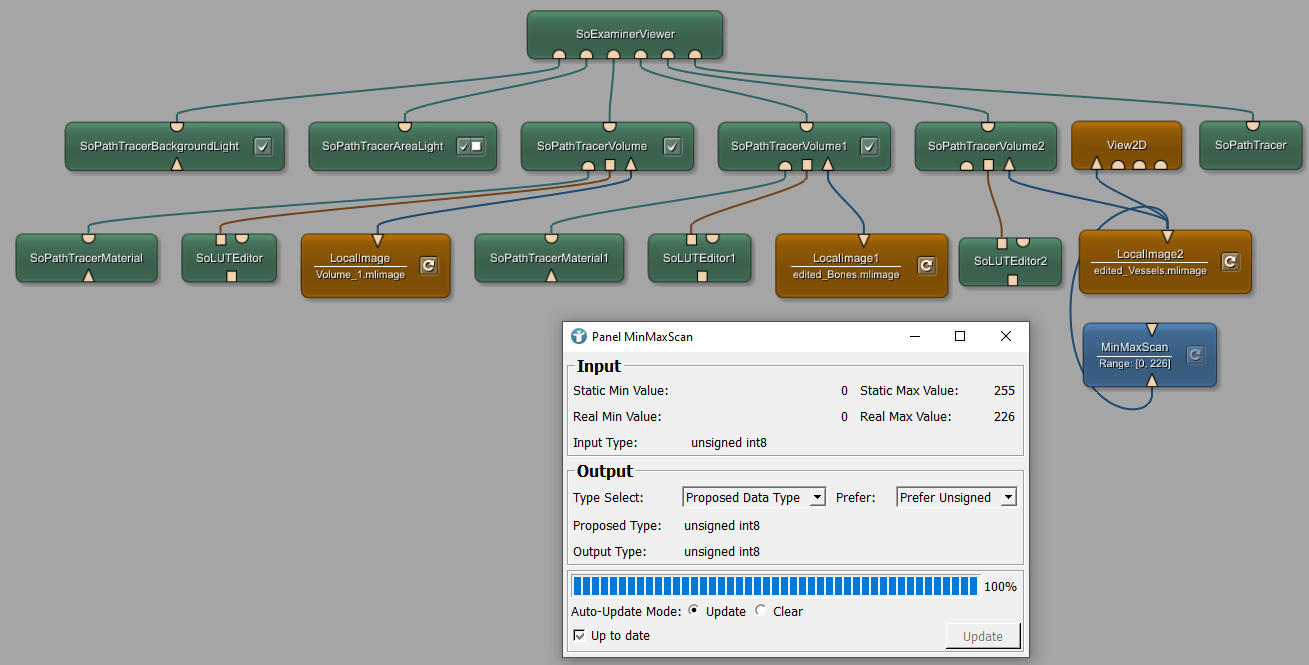 SoExaminerViewer
SoPathTracerBackgroundLight
SoPathTracerAreaLight
SoPathTracerVolume
SoPathTracerVolume1
SoPathTracerVolume2
View2D
SoPathTracer
SoPathTracerMaterial
SoLUTEditor
LocalImage
Volume_1.mlimage
SoPathTracerMaterial1
SoLUTEditor1
LocalImage1
edited_Bones.mlimage
SoLUTEditor2
LocalImage2
edited_Vessels.mlimage
MinMaxScan
Range: [0, 226]
Panel MinMaxScan
Input
Static Min Value: 0 Static Max Value: 255
Real Min Value: 0 Real Max Value: 226
Input Type: unsigned int8
Output
Type Select: Proposed Data Type Prefer: Prefer Unsigned
Proposed Type: unsigned int8
Output Type: unsigned int8
100%
Auto-Update Mode: Update Clear
Up to date Update